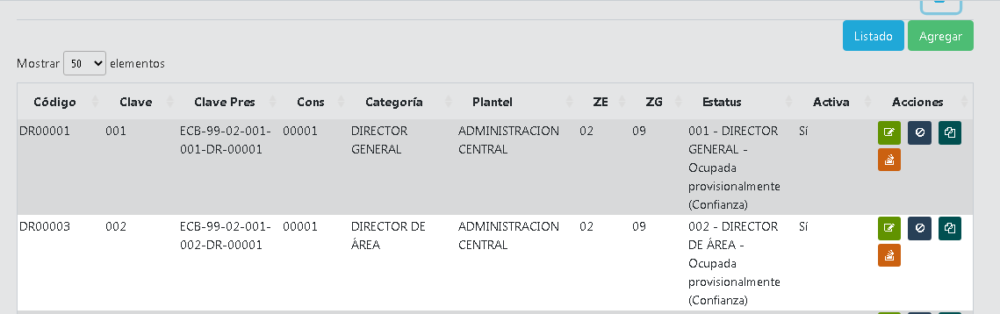 Listado Agregar
Mostrar 50 elementos
Código Clave Clave Pres Cons Categoría Plantel ZE ZG Estatus Activa Acciones
DR00001 001 ECB-99-02-001- 00001 DIRECTOR ADMINISTRACION 02 09 001 - DIRECTOR Sí
001-DR-00001 GENERAL CENTRAL GENERAL -
Ocupada
provisionalmente
(Confianza)
DR00003 002 ECB-99-02-001- 00001 DIRECTOR DE ADMINISTRACION 02 09 002 - DIRECTOR Sí
002-DR-00001 ÁREA CENTRAL DE ÁREA -
Ocupada
provisionalmente
(Confianza)